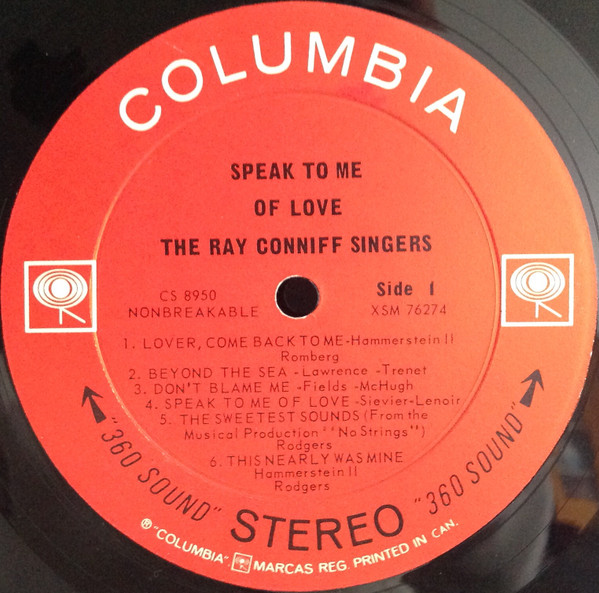 COLUMBIA
SPEAK TO ME
OF LOVE
THE RAY CONNIFF SINGERS
CS 8950
NONBREAKABLE
Side 1
XSM 76274
1. LOVER, COME BACK TO ME-Hammerstein II
Romberg
2. BEYOND THE SEA -Lawrence -Trenet
3. DON'T BLAME ME -Fields -McHugh
4. SPEAK TO ME OF LOVE -Sievier-Lenoir
5. THE SWEETEST SOUNDS (From the
Musical Production "No Strings")
Rodgers
6. THIS NEARLY WAS MINE
Hammerstein II
Rodgers
"360 SOUND" STEREO "360 SOUND"
® "COLUMBIA". MARCAS REG. PRINTED IN CAN.